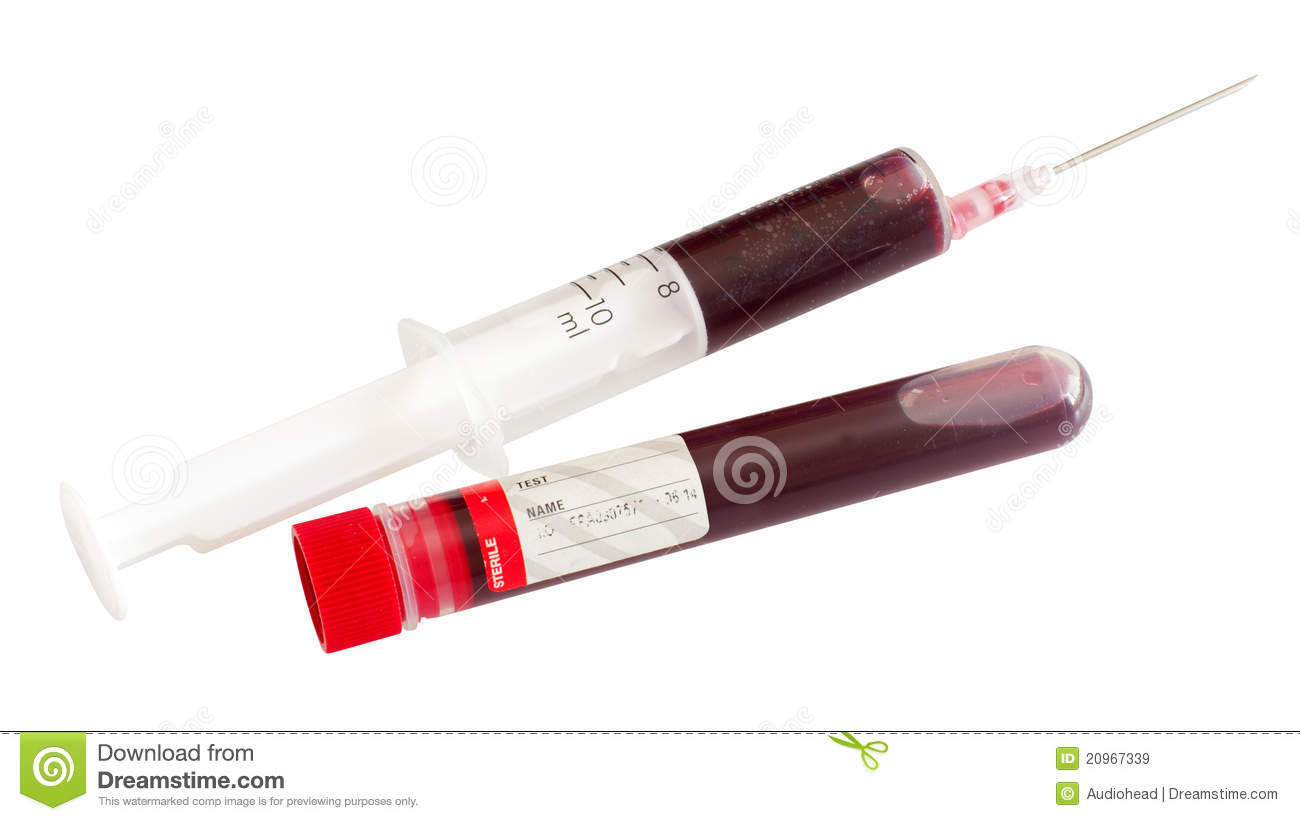 8
10
ml
TEST
NAME
STERILE
dreamstime
Download from
Dreamstime.com
This watermarked comp image is for previewing purposes only.
ID 20967339
© Audiohead | Dreamstime.com